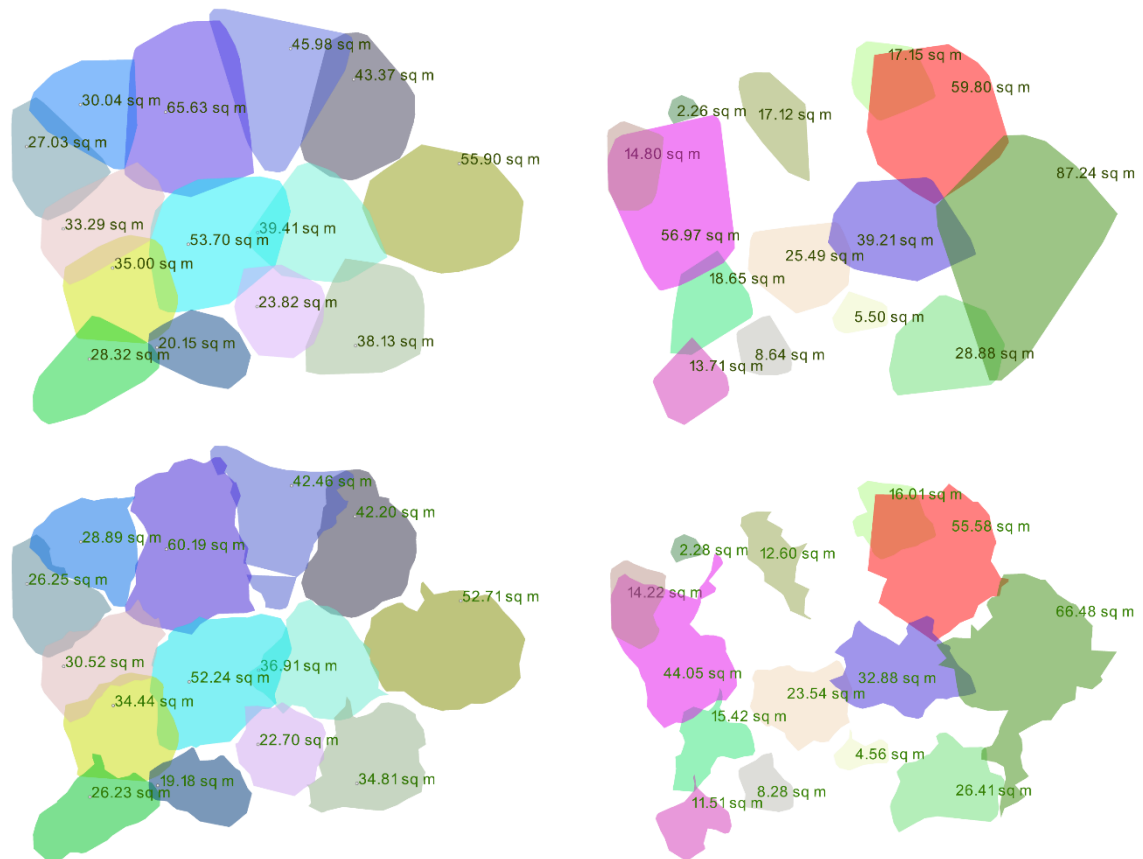 45.98 sq m
43.37 sq m
30.04 sq m
65.63 sq m
27.03 sq m
55.90 sq m
33.29 sq m
39.41 sq m
53.70 sq m
35.00 sq m
23.82 sq m
20.15 sq m
38.13 sq m
28.32 sq m
17.15 sq m
59.80 sq m
2.26 sq m
17.12 sq m
14.80 sq m
87.24 sq m
56.97 sq m
39.21 sq m
25.49 sq m
18.65 sq m
5.50 sq m
28.88 sq m
8.64 sq m
13.71 sq m
42.46 sq m
42.20 sq m
28.89 sq m
60.19 sq m
26.25 sq m
52.71 sq m
30.52 sq m
36.91 sq m
52.24 sq m
34.44 sq m
22.70 sq m
34.81 sq m
19.18 sq m
26.23 sq m
16.01 sq m
55.58 sq m
2.28 sq m
12.60 sq m
14.22 sq m
66.48 sq m
44.05 sq m
32.88 sq m
23.54 sq m
15.42 sq m
4.56 sq m
26.41 sq m
8.28 sq m
11.51 sq m